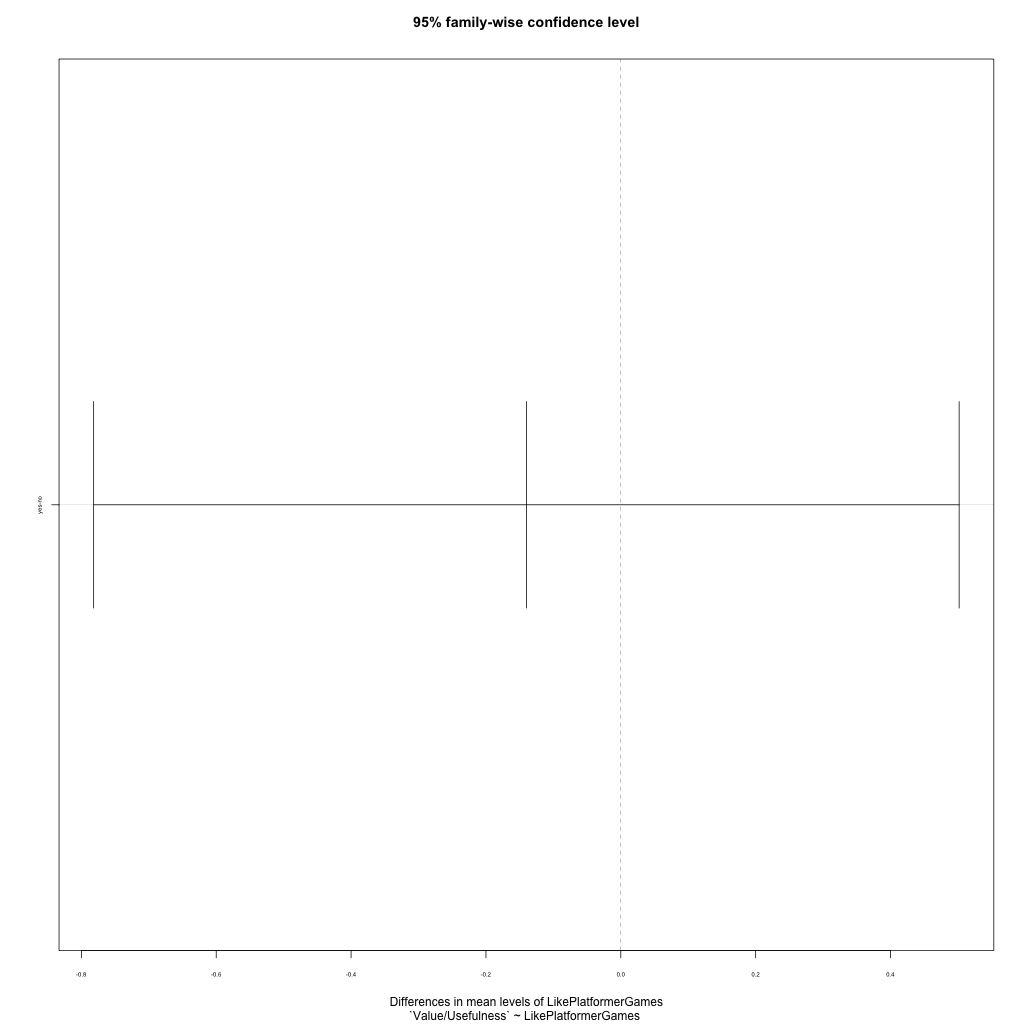 95% family-wise confidence level
yes-no
-0.8 -0.6 -0.4 -0.2 0.0 0.2 0.4
Differences in mean levels of LikePlatformerGames
`Value/Usefulness` ~ LikePlatformerGames